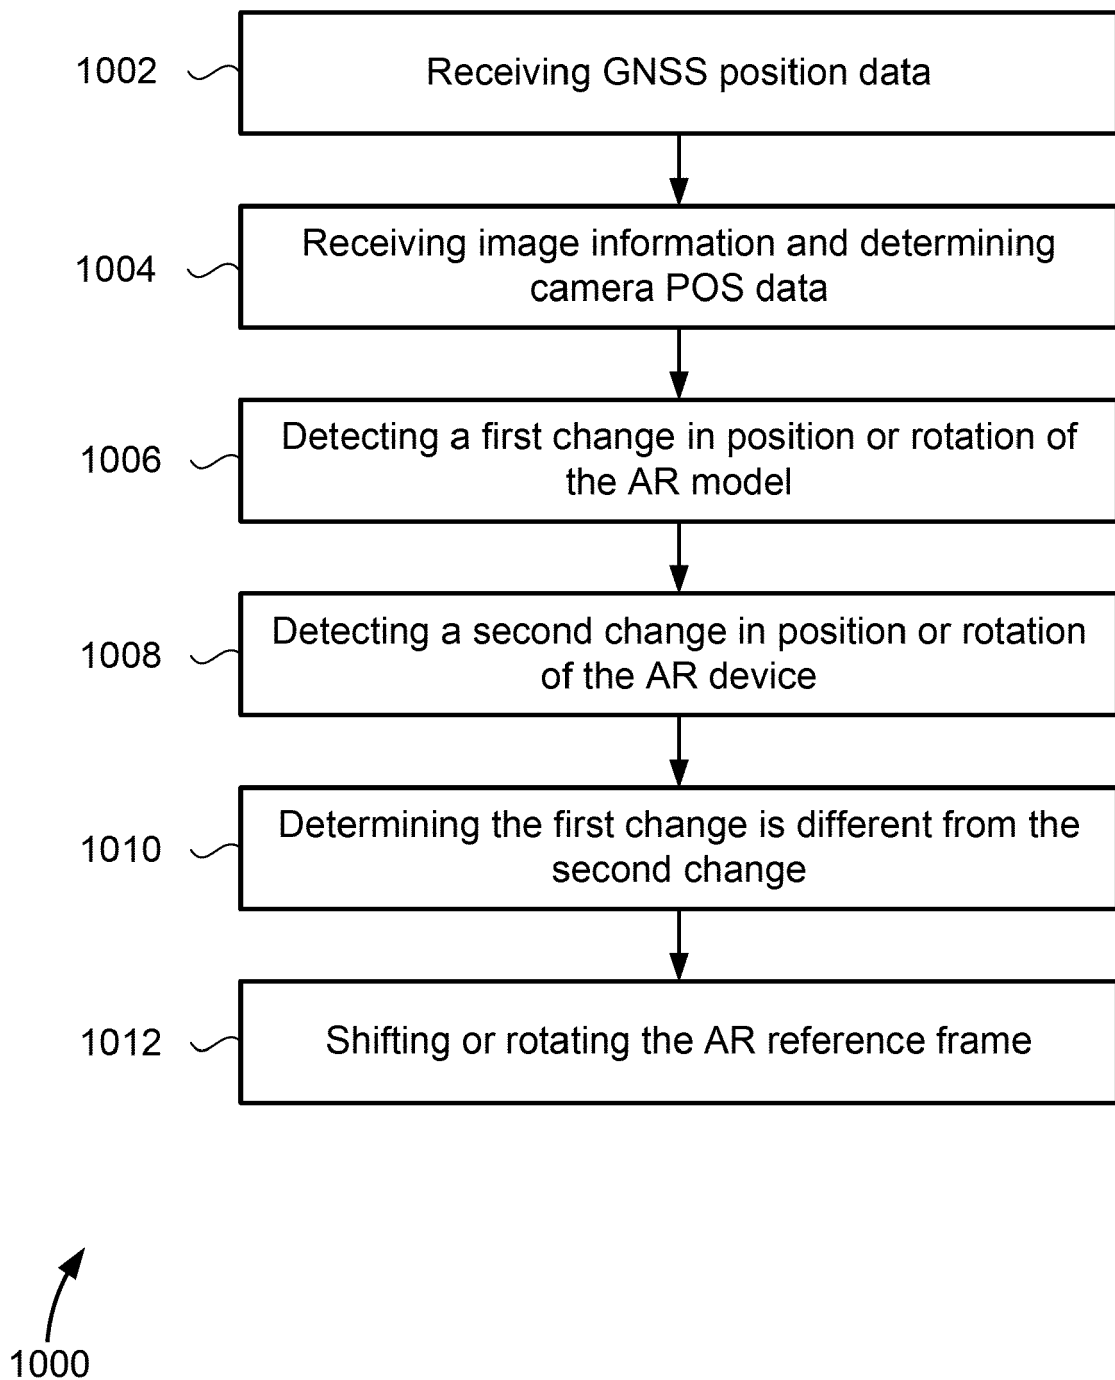 1002
Receiving GNSS position data
1004
Receiving image information and determining
camera POS data
1006
Detecting a first change in position or rotation of
the AR model
1008
Detecting a second change in position or rotation
of the AR device
1010
Determining the first change is different from the
second change
1012
Shifting or rotating the AR reference frame
1000